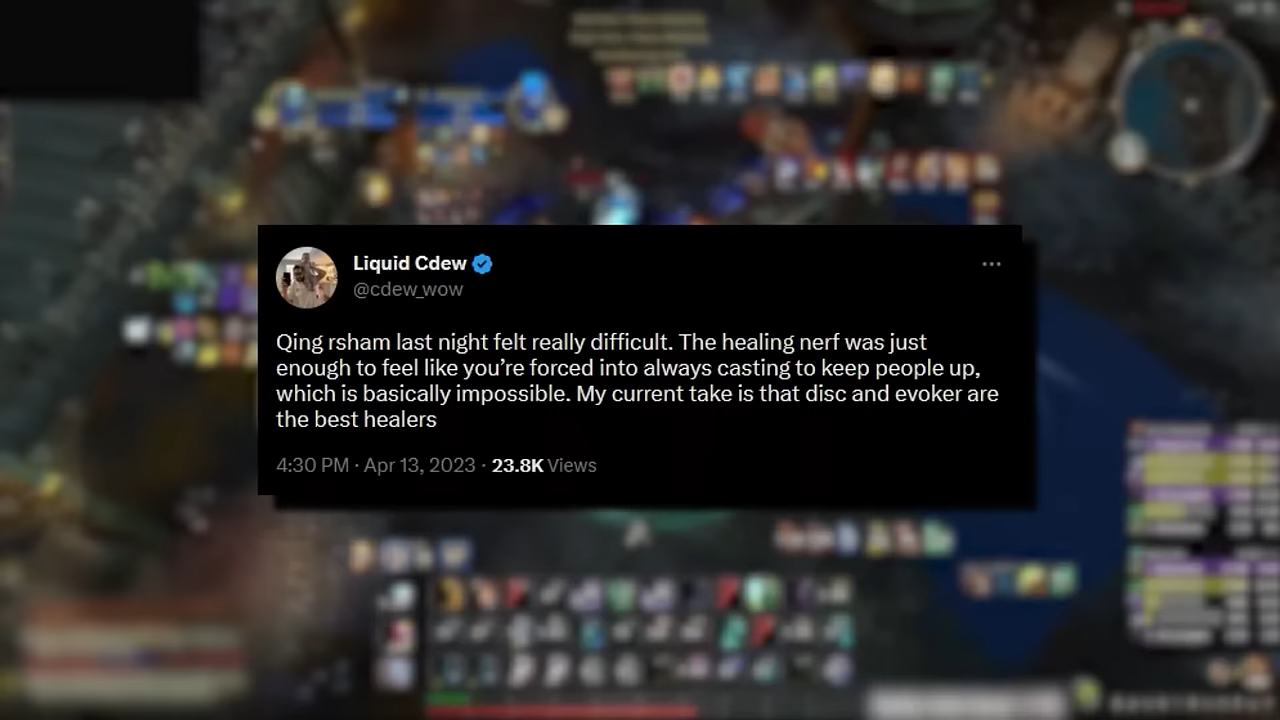 Liquid Cdew
@cdew_wow
Qing rsham last night felt really difficult. The healing nerf was just
enough to feel like you’re forced into always casting to keep people up,
which is basically impossible. My current take is that disc and evoker are
the best healers
4:30 PM · Apr 13, 2023 · 23.8K Views